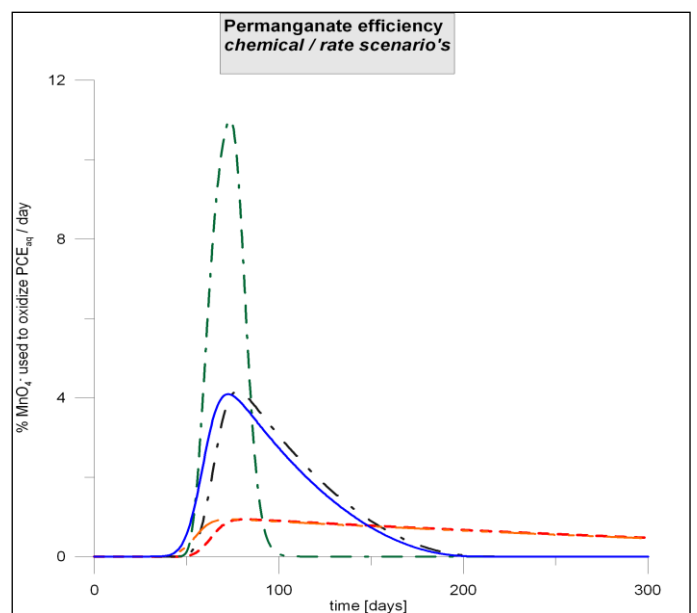 Permanganate efficiency
chemical / rate scenario's
12
8
4
0
% MnO4- used to oxidize PCEaq / day
0
100
200
300
time [days]